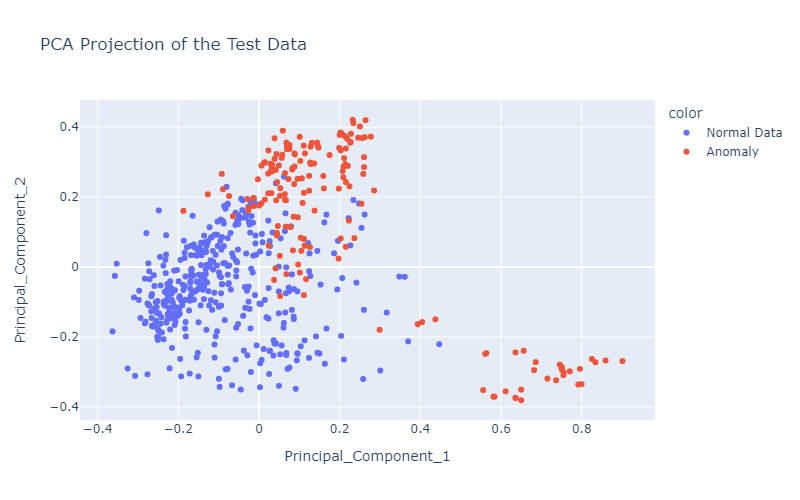 PCA Projection of the Test Data
color
Normal Data
Anomaly
Principal_Component_2
0.4
0.2
0
−0.2
−0.4
−0.4
−0.2
0
0.2
0.4
0.6
0.8
Principal_Component_1